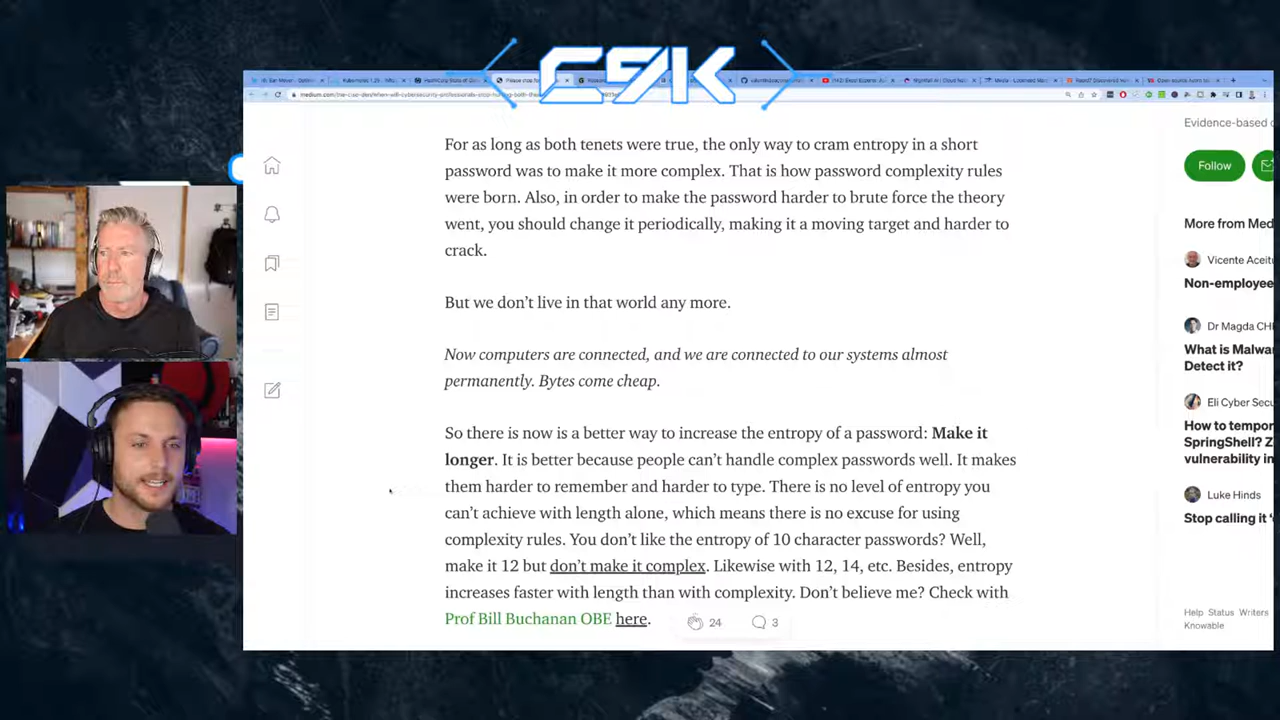 C9K
For as long as both tenets were true, the only way to cram entropy in a short
password was to make it more complex. That is how password complexity rules
were born. Also, in order to make the password harder to brute force the theory
went, you should change it periodically, making it a moving target and harder to
crack.
But we don't live in that world any more.
Now computers are connected, and we are connected to our systems almost
permanently. Bytes come cheap.
So there is now is a better way to increase the entropy of a password: Make it
longer. It is better because people can't handle complex passwords well. It makes
them harder to remember and harder to type. There is no level of entropy you
can't achieve with length alone, which means there is no excuse for using
complexity rules. You don't like the entropy of 10 character passwords? Well,
make it 12 but don't make it complex. Likewise with 12, 14, etc. Besides, entropy
increases faster with length than with complexity. Don't believe me? Check with
Prof Bill Buchanan OBE here.
24
3
Evidence-based
Follow
More from Med
Vicente Aceitu
Non-employee
Dr Magda CH
What is Malwa
Detect it?
Eli Cyber Secu
How to tempor
SpringShell? Z
vulnerability in
Luke Hinds
Stop calling it
Help Status Writers
Knowable